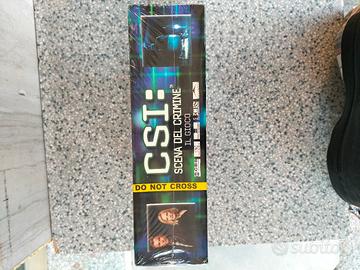 CSI:
SCENA DEL CRIMINE
IL GIOCO
DO NOT CROSS
subito